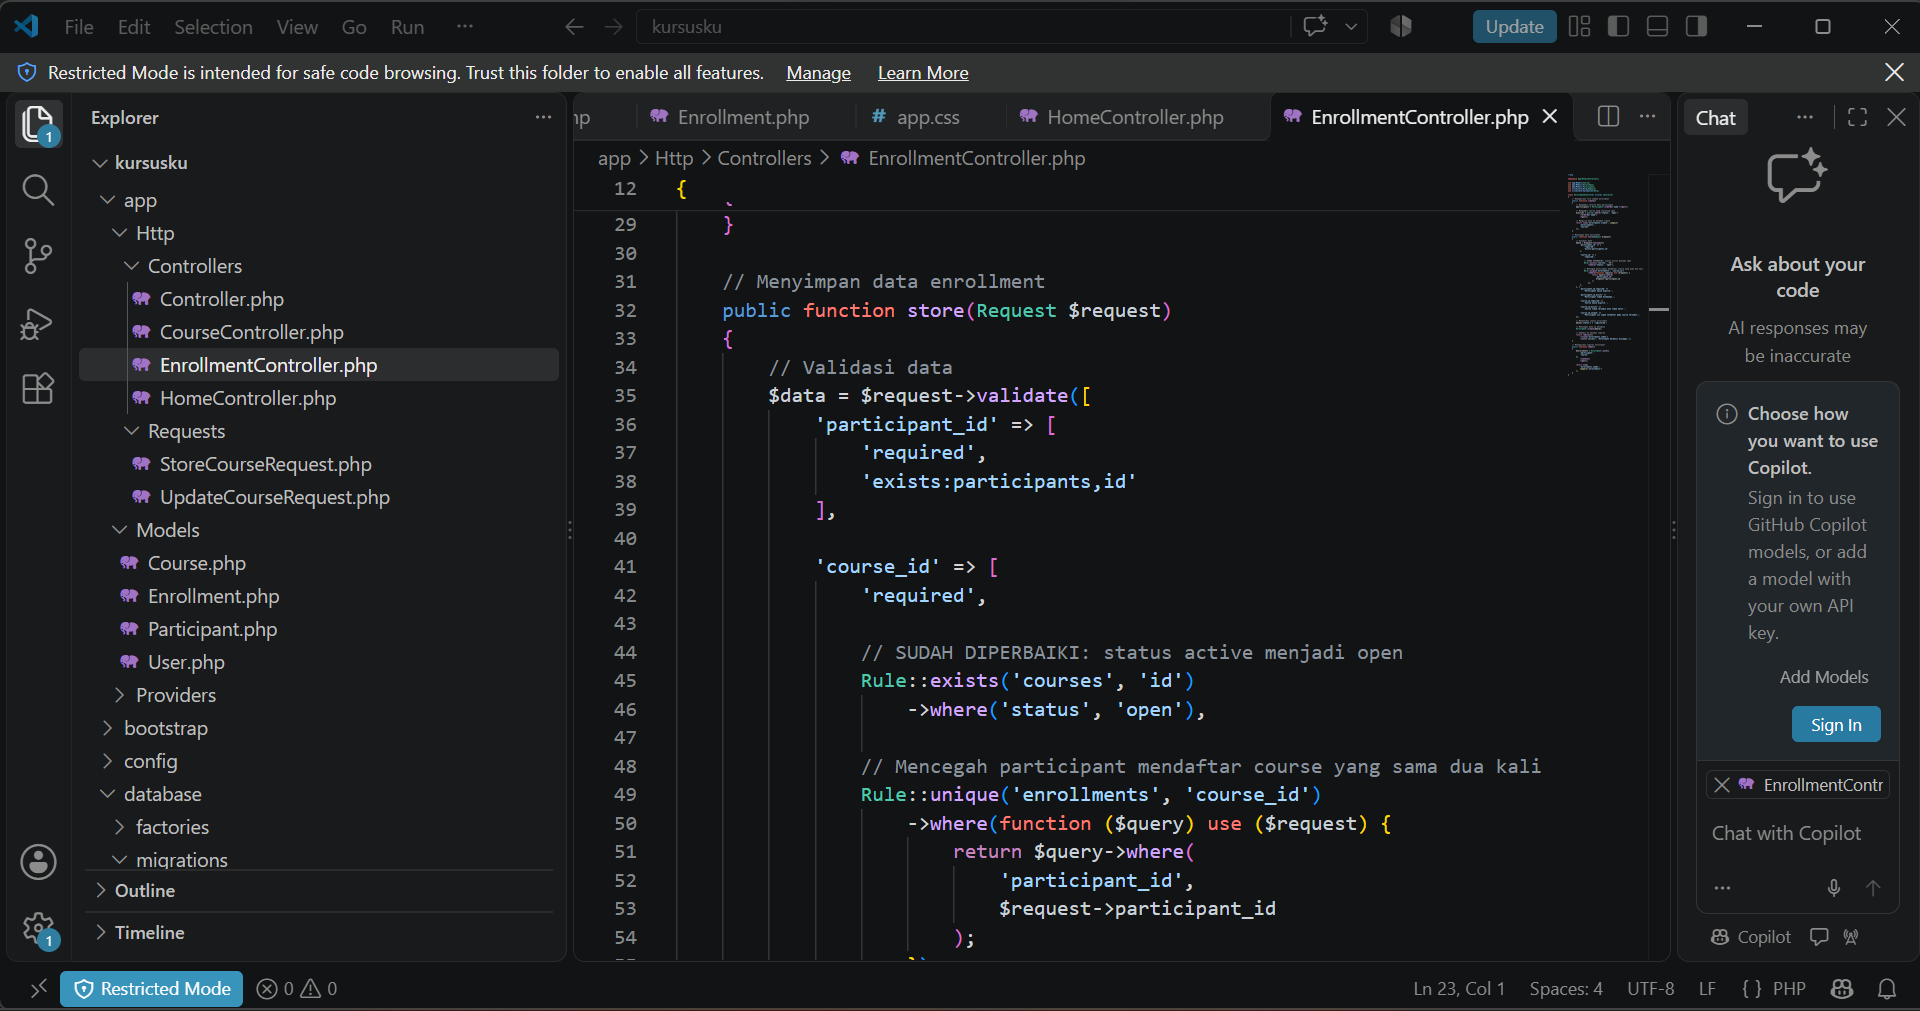 File Edit Selection View Go Run ···
kursusku
Update
Restricted Mode is intended for safe code browsing. Trust this folder to enable all features. Manage Learn More
1
Explorer
kursusku
app
Http
Controllers
Controller.php
CourseController.php
EnrollmentController.php
HomeController.php
Requests
StoreCourseRequest.php
UpdateCourseRequest.php
Models
Course.php
Enrollment.php
Participant.php
User.php
Providers
bootstrap
config
database
factories
migrations
Outline
Timeline
1
Enrollment.php
# app.css
HomeController.php
EnrollmentController.php
app > Http > Controllers > EnrollmentController.php
12 {
29 }
30
31 // Menyimpan data enrollment
32 public function store(Request $request)
33 {
34 // Validasi data
35 $data = $request->validate([
36 'participant_id' => [
37 'required',
38 'exists:participants,id'
39 ],
40
41 'course_id' => [
42 'required',
43
44 // SUDAH DIPERBAIKI: status active menjadi open
45 Rule::exists('courses', 'id')
46 ->where('status', 'open'),
47
48 // Mencegah participant mendaftar course yang sama dua kali
49 Rule::unique('enrollments', 'course_id')
50 ->where(function ($query) use ($request) {
51 return $query->where(
52 'participant_id',
53 $request->participant_id
54 );
Chat
Ask about your
code
AI responses may
be inaccurate
Choose how
you want to use
Copilot.
Sign in to use
GitHub Copilot
models, or add
a model with
your own API
key.
Add Models
Sign In
EnrollmentContr
Chat with Copilot
Copilot
Restricted Mode
0 0
Ln 23, Col 1
Spaces: 4
UTF-8
LF
{ } PHP